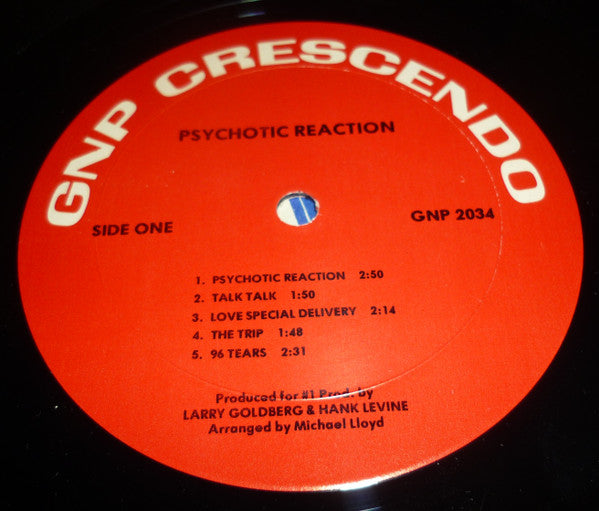 GNP CRESCENDO
PSYCHOTIC REACTION
SIDE ONE
GNP 2034
1. PSYCHOTIC REACTION 2:50
2. TALK TALK 1:50
3. LOVE SPECIAL DELIVERY 2:14
4. THE TRIP 1:48
5. 96 TEARS 2:31
Produced for #1 Prod. by
LARRY GOLDBERG & HANK LEVINE
Arranged by Michael Lloyd